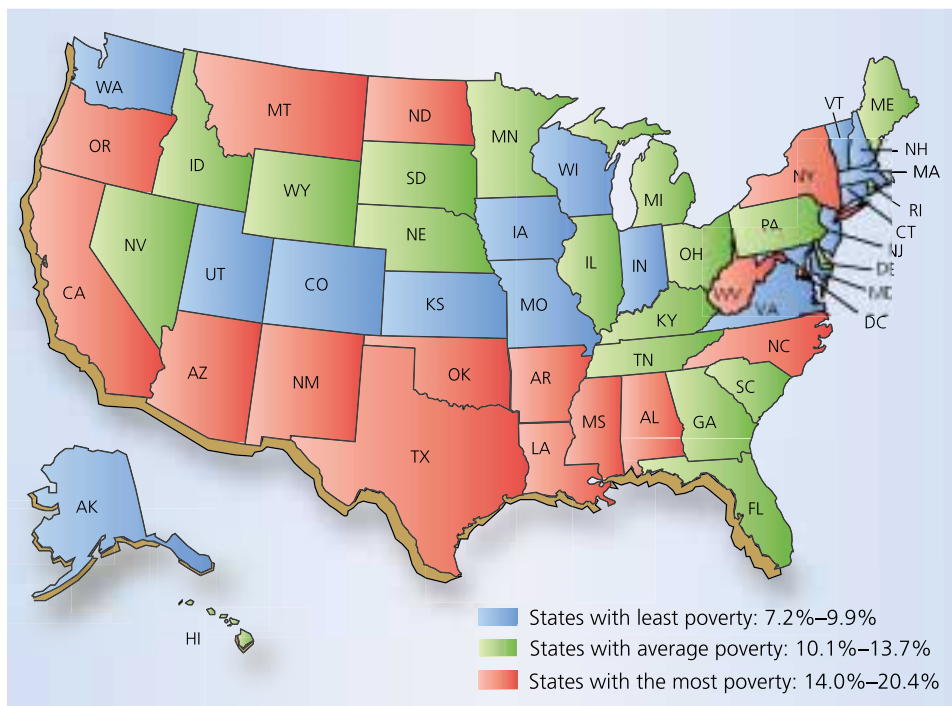 WA
MT
ND
MN
VT
ME
OR
ID
WY
SD
WI
MI
NY
NH
MA
RI
CT
NJ
NV
UT
CO
NE
KS
IA
MO
IL
IN
OH
PA
WV
VA
KY
DE
MD
DC
CA
AZ
NM
OK
AR
TN
NC
SC
TX
LA
MS
AL
GA
FL
AK
HI
States with least poverty: 7.2%–9.9%
States with average poverty: 10.1%–13.7%
States with the most poverty: 14.0%–20.4%